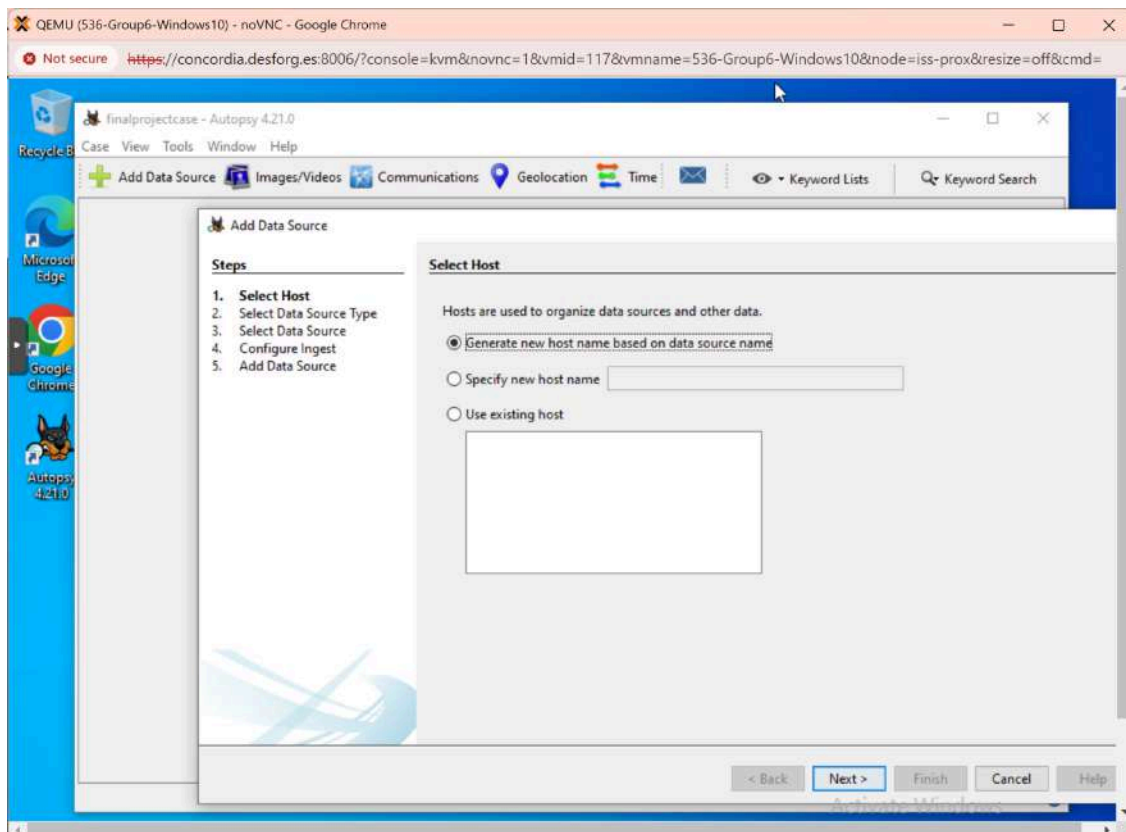 QEMU (536-Group6-Windows10) - noVNC - Google Chrome
Not secure https://concordia.desforg.es:8006/?console=kvm&novnc=1&vmid=117&vmname=536-Group6-Windows10&node=iss-prox&resize=off&cmd=
finalprojectcase - Autopsy 4.21.0
Recycle B
Case View Tools Window Help
Add Data Source Images/Videos Communications Geolocation Time Keyword Lists Keyword Search
Add Data Source
Microsof
Edge
Steps
Select Host
1. Select Host
2. Select Data Source Type
3. Select Data Source
4. Configure Ingest
5. Add Data Source
Hosts are used to organize data sources and other data.
Generate new host name based on data source name
Specify new host name
Use existing host
Google
Chrome
Autopsy
4.21.0
< Back Next > Finish Cancel Help
Activate Windows